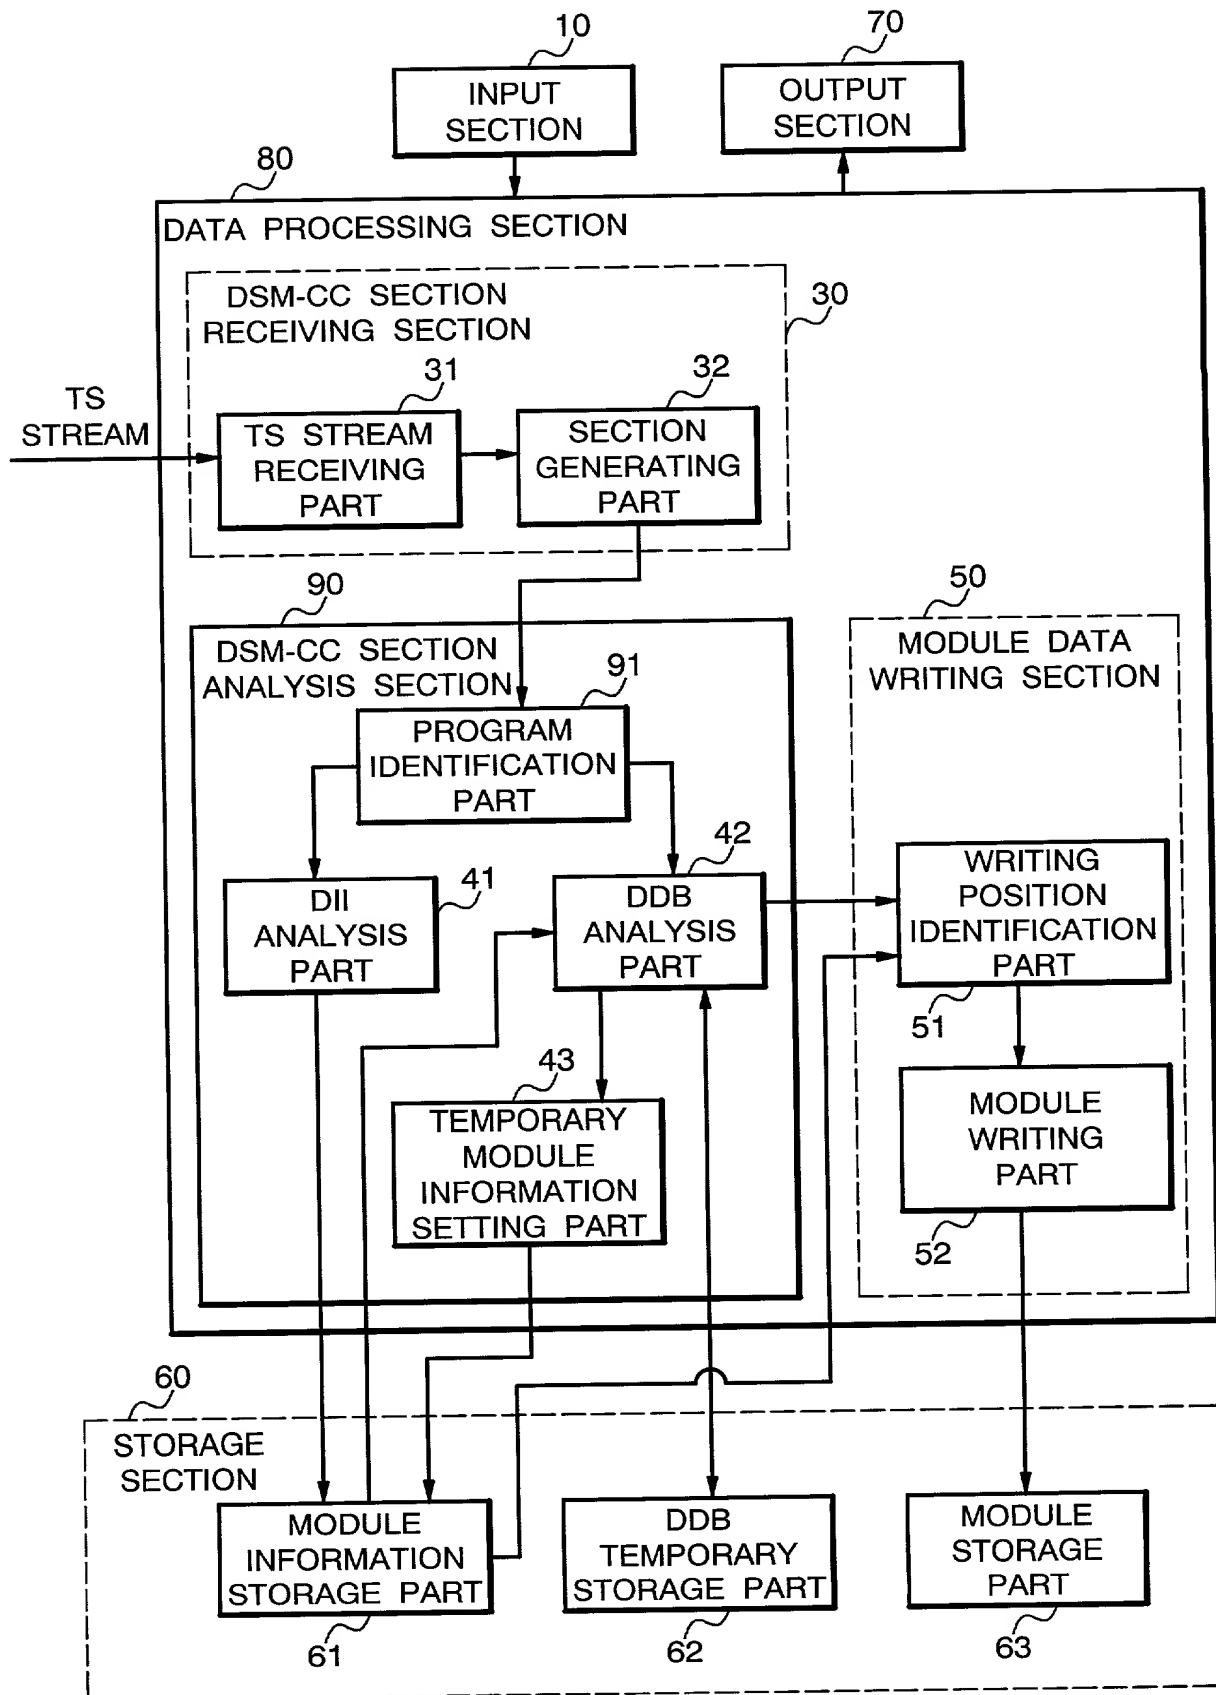 10
70
INPUT
SECTION
OUTPUT
SECTION
80
DATA PROCESSING SECTION
DSM-CC SECTION
RECEIVING SECTION
30
TS
STREAM
31
TS STREAM
RECEIVING
PART
32
SECTION
GENERATING
PART
90
DSM-CC SECTION
ANALYSIS SECTION
91
PROGRAM
IDENTIFICATION
PART
50
MODULE DATA
WRITING SECTION
41
DII
ANALYSIS
PART
42
DDB
ANALYSIS
PART
WRITING
POSITION
IDENTIFICATION
PART
51
43
TEMPORARY
MODULE
INFORMATION
SETTING PART
MODULE
WRITING
PART
52
60
STORAGE
SECTION
MODULE
INFORMATION
STORAGE PART
61
DDB
TEMPORARY
STORAGE PART
62
MODULE
STORAGE
PART
63